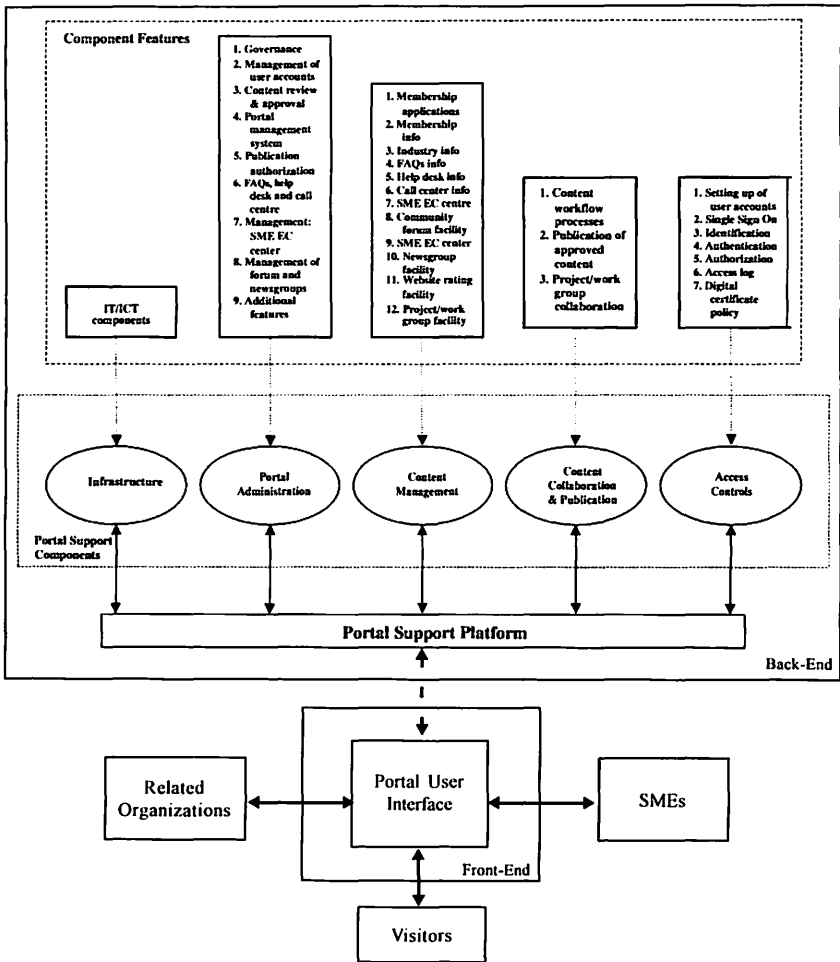 Component Features
1. Governance
2. Management of
user accounts
3. Content review
& approval
4. Portal
management
system
5. Publication
authorization
6. FAQs, help
desk and call
centre
7. Management:
SME EC
center
8. Management of
forum and
newsgroups
9. Additional
features
1. Membership
applications
2. Membership
info
3. Industry info
4. FAQs info
5. Help desk info
6. Call center info
7. SME EC centre
8. Community
forum facility
9. SME EC center
10. Newsgroup
facility
11. Website rating
facility
12. Project/work
group facility
1. Content
workflow
processes
2. Publication of
approved
content
3. Project/work
group
collaboration
1. Setting up of
user accounts
2. Single Sign On
3. Identification
4. Authentication
5. Authorization
6. Access log
7. Digital
certificate
policy
IT/ICT
components
Infrastructure
Portal
Administration
Content
Management
Content
Collaboration
& Publication
Access
Controls
Portal Support
Components
Portal Support Platform
Back-End
Related
Organizations
Portal User
Interface
SMEs
Front-End
Visitors